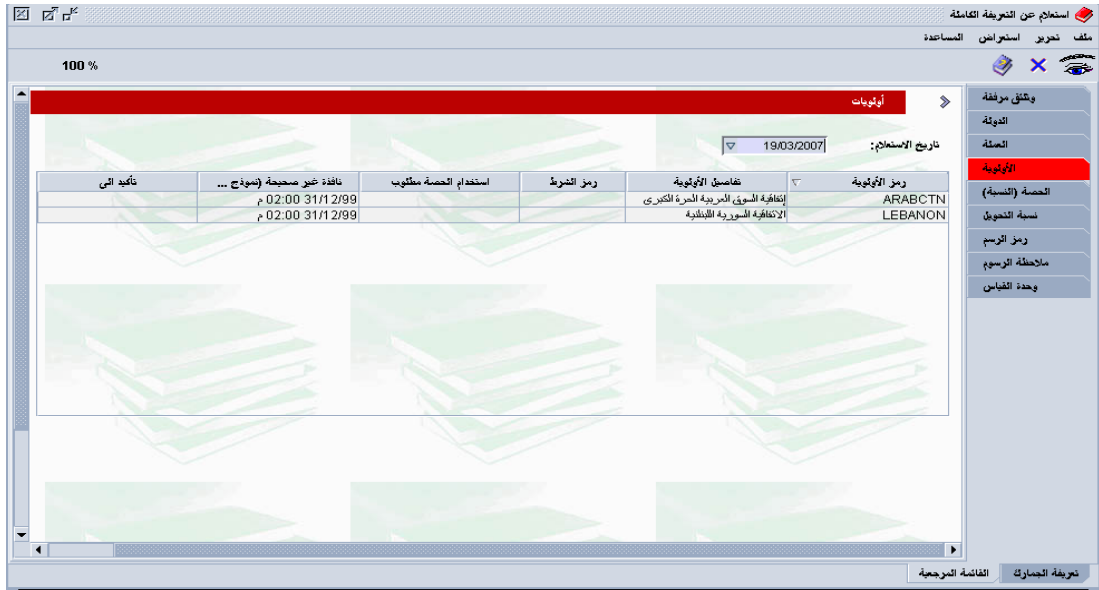 استعلام عن التعريفة الكاملة
ملف تحرير استعراض المساعدة
100 %
وثائق مرفقة
الدولة
العملة
الأولوية
الحصة (النسبة)
نسبة التحويل
رمز الرسم
ملاحظة الرسوم
وحدة القياس
أولويات
تاريخ الاستعلام: 19/03/2007
رمز الأولوية تفاصيل الأولوية رمز الشرط استخدام الحصة مطلوب نافذة غير صحيحة (نموذج ... تأكيد الى
ARABCTN إتفاقية السوق العربية الحرة الكبرى 31/12/99 02:00 م
LEBANON الاتفاقية السورية اللبنانية 31/12/99 02:00 م
تعريفة الجمارك القائمة المرجعية